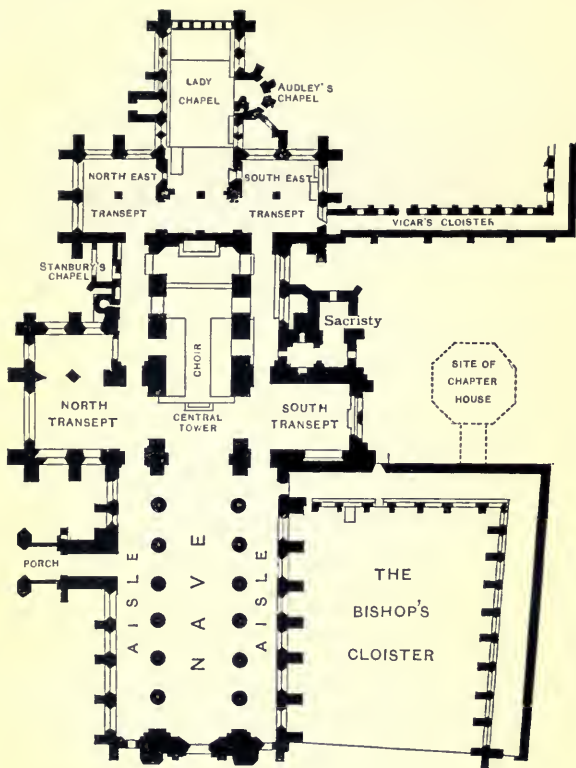 LADY
CHAPEL
AUDLEY'S
CHAPEL
NORTH EAST
TRANSEPT
SOUTH EAST
TRANSEPT
VICAR'S CLOISTER
STANBURY'S
CHAPEL
Sacristy
CHOIR
SITE OF
CHAPTER
HOUSE
NORTH
TRANSEPT
CENTRAL
TOWER
SOUTH
TRANSEPT
PORCH
AISLE
NAVE
AISLE
THE
BISHOP'S
CLOISTER